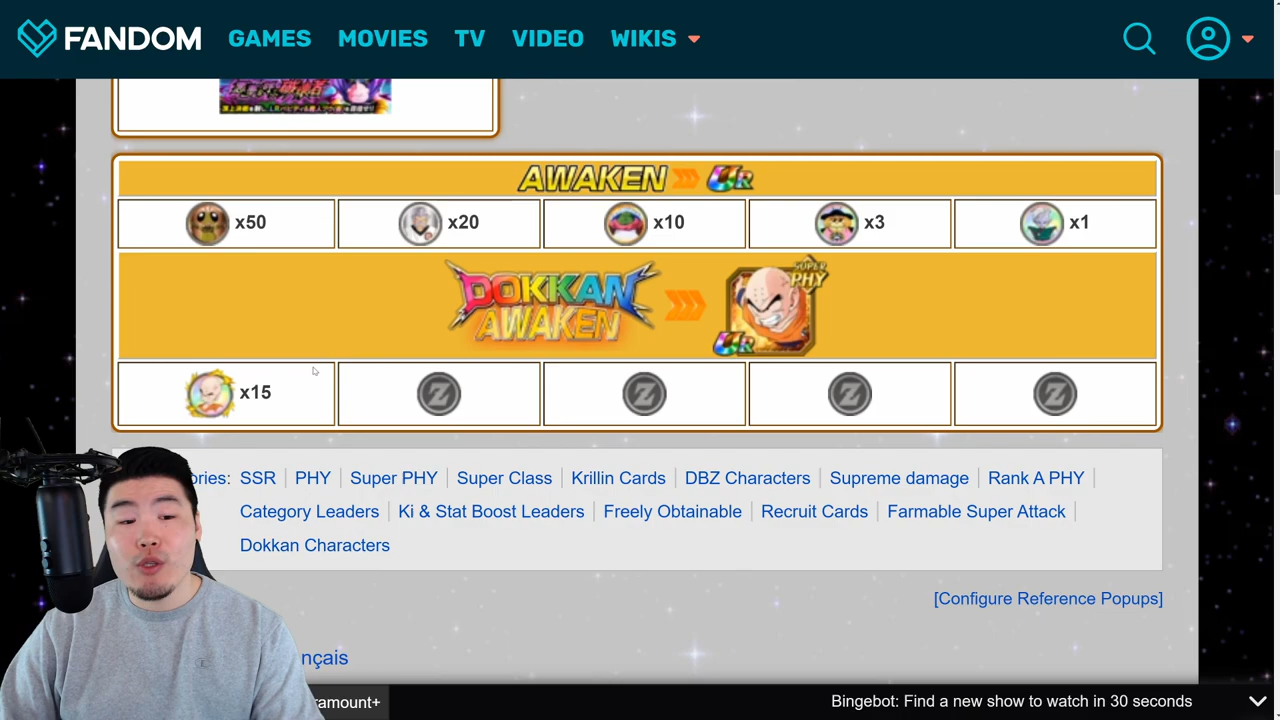 FANDOM GAMES MOVIES TV VIDEO WIKIS
AWAKEN UR
x50 x20 x10 x3 x1
DOKKAN
AWAKEN
SUPER
PHY
UR
x15 Z Z Z Z
ories: SSR PHY Super PHY Super Class Krillin Cards DBZ Characters Supreme damage Rank A PHY
Category Leaders Ki & Stat Boost Leaders Freely Obtainable Recruit Cards Farmable Super Attack
Dokkan Characters
[Configure Reference Popups]
nçais
ramount+ Bingebot: Find a new show to watch in 30 seconds